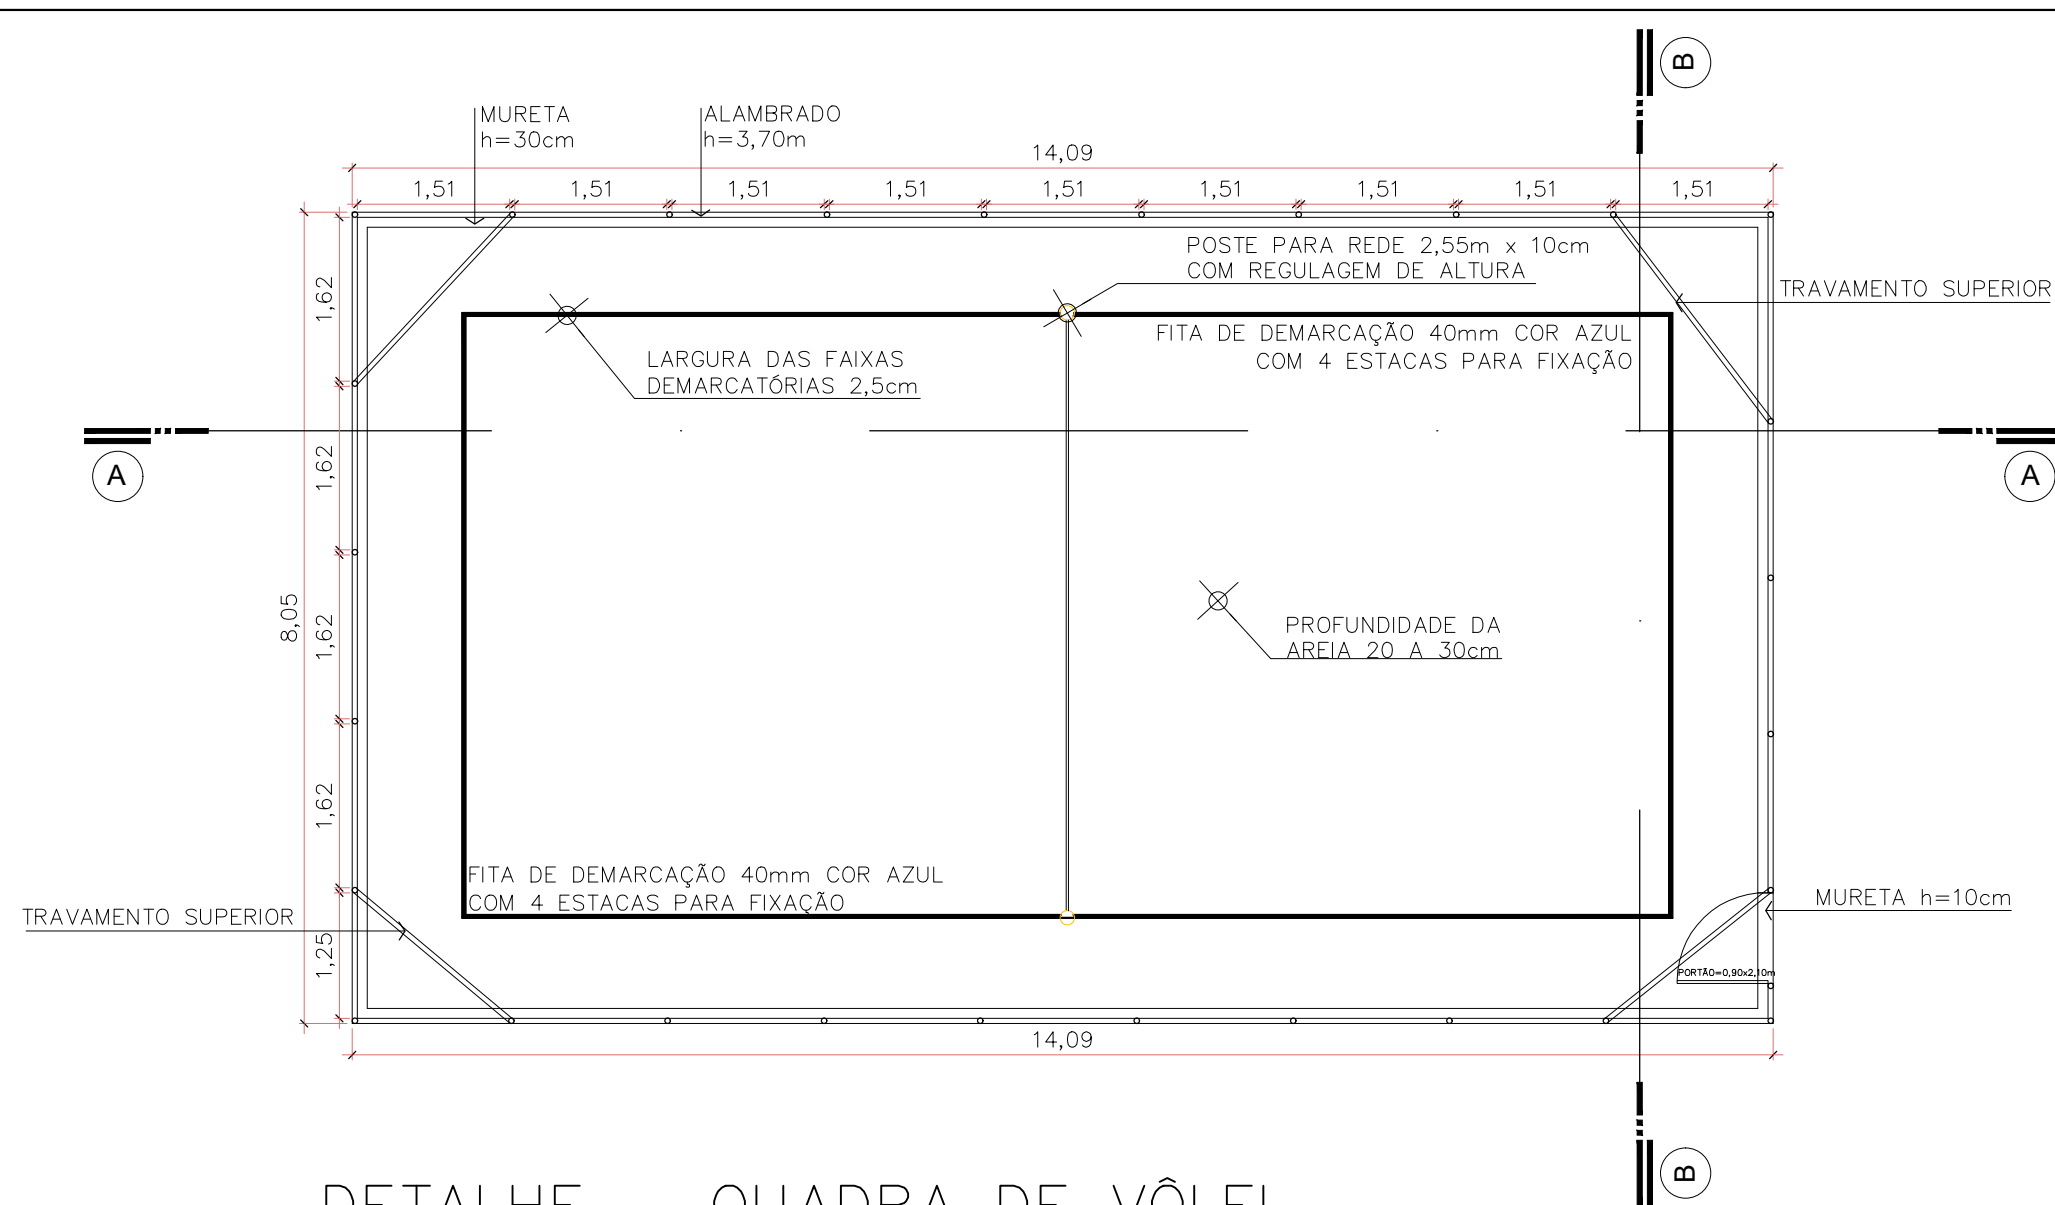 B
MURETA
h=30cm
ALAMBRADO
h=3,70m
14,09
1,51 1,51 1,51 1,51 1,51 1,51 1,51 1,51 1,51
POSTE PARA REDE 2,55m x 10cm
COM REGULAGEM DE ALTURA
TRAVAMENTO SUPERIOR
1,62
FITA DE DEMARCAÇÃO 40mm COR AZUL
COM 4 ESTACAS PARA FIXAÇÃO
LARGURA DAS FAIXAS
DEMARCATÓRIAS 2,5cm
A
A
1,62
8,05
1,62
PROFUNDIDADE DA
AREIA 20 A 30cm
1,62
FITA DE DEMARCAÇÃO 40mm COR AZUL
COM 4 ESTACAS PARA FIXAÇÃO
TRAVAMENTO SUPERIOR
MURETA h=10cm
1,25
PORTÃO=0,90x2,10m
14,09
B
DETALHE QUADRA DE VÔLEI